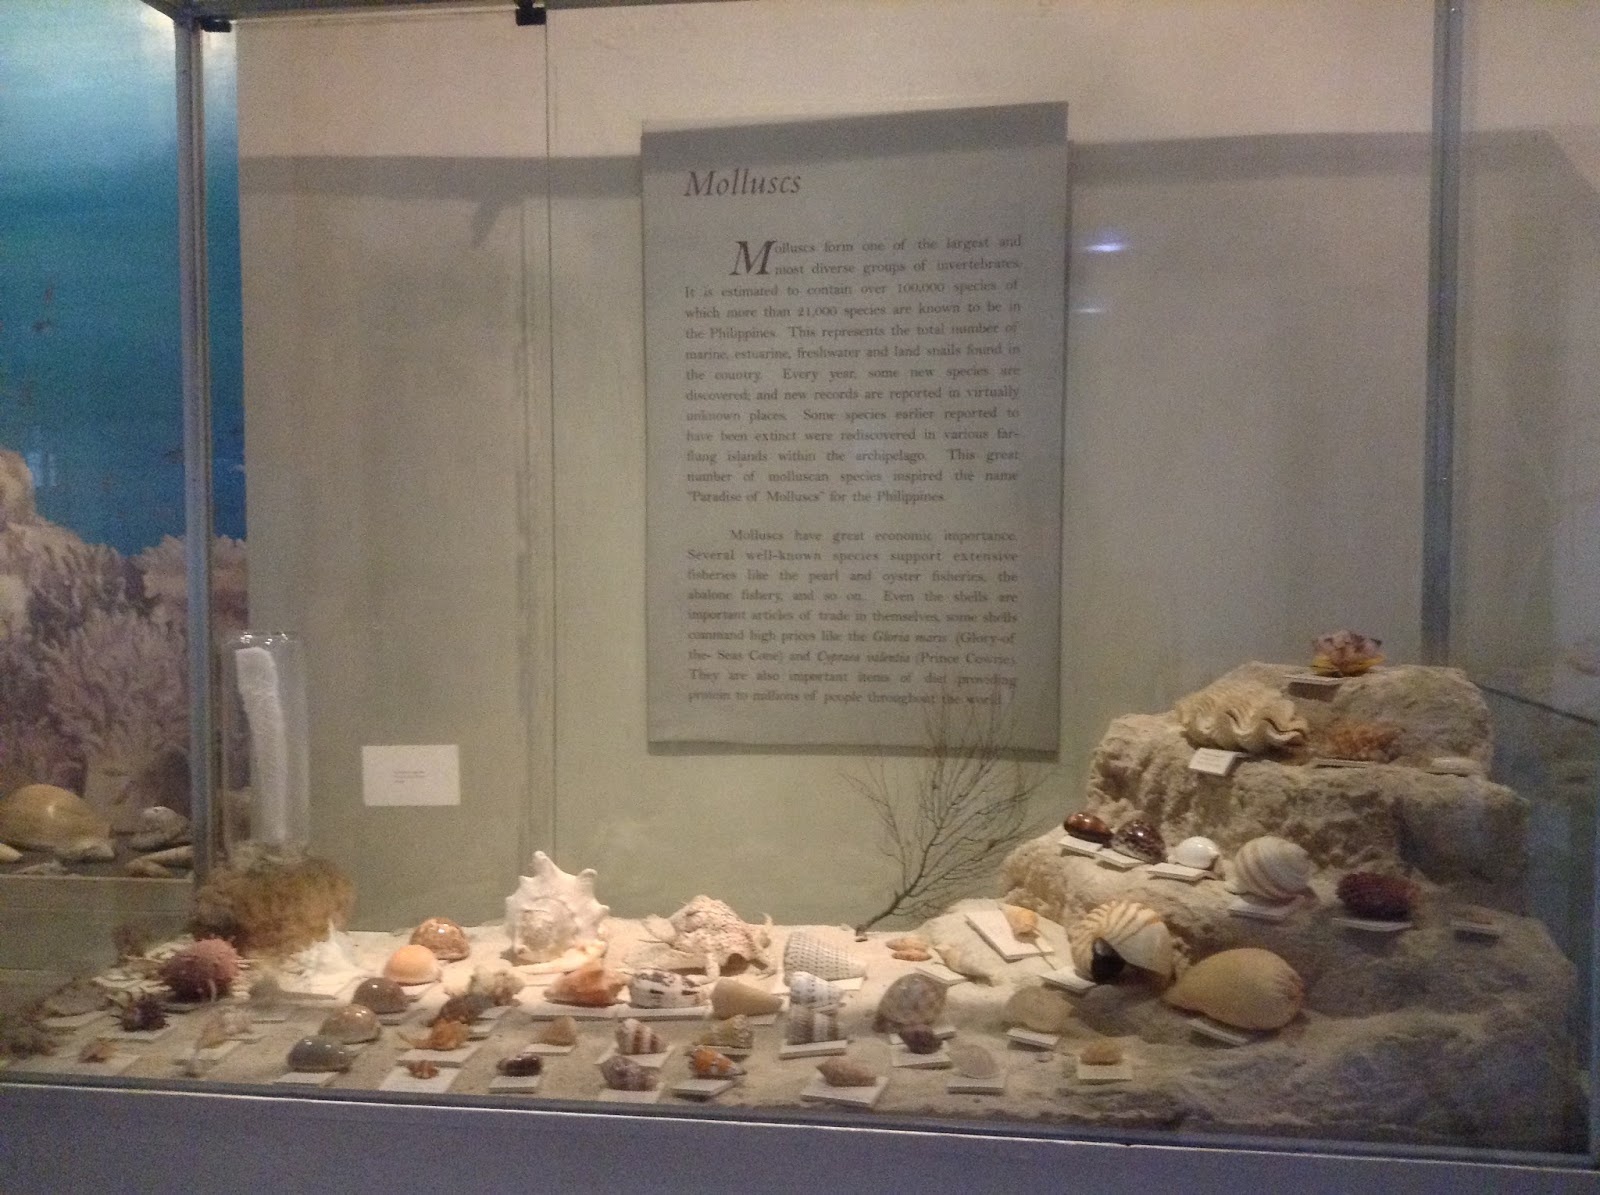 Molluscs
Molluscs form one of the largest and
most diverse groups of invertebrates.
It is estimated to contain over 100,000 species of
which more than 21,000 species are known to be in
the Philippines. This represents the total number of
marine, estuarine, freshwater and land snails found in
the country. Every year, some new species are
discovered; and new records are reported in virtually
unknown places. Some species earlier reported to
have been extinct were rediscovered in various far-
flung islands within the archipelago. This great
number of molluscan species inspired the name
"Paradise of Molluscs" for the Philippines.
Molluscs have great economic importance.
Several well-known species support extensive
fisheries like the pearl and oyster fisheries, the
abalone fishery, and so on. Even the shells are
important articles of trade in themselves, some shells
command high prices like the Gloria maris (Glory-of
the- Seas Cone) and Cypraea valentia (Prince Cowrie).
They are also important items of diet providing
protein to millions of people throughout the world.